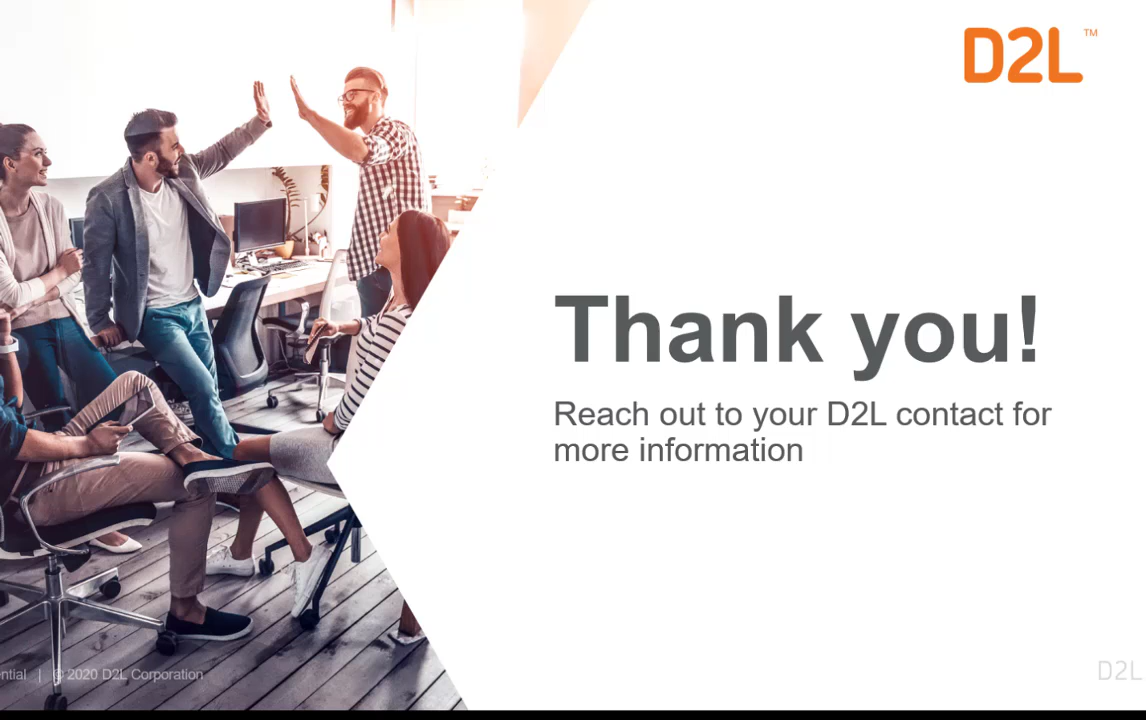 D2L™
Thank you!
Reach out to your D2L contact for
more information
ntial | © 2020 D2L Corporation
D2L